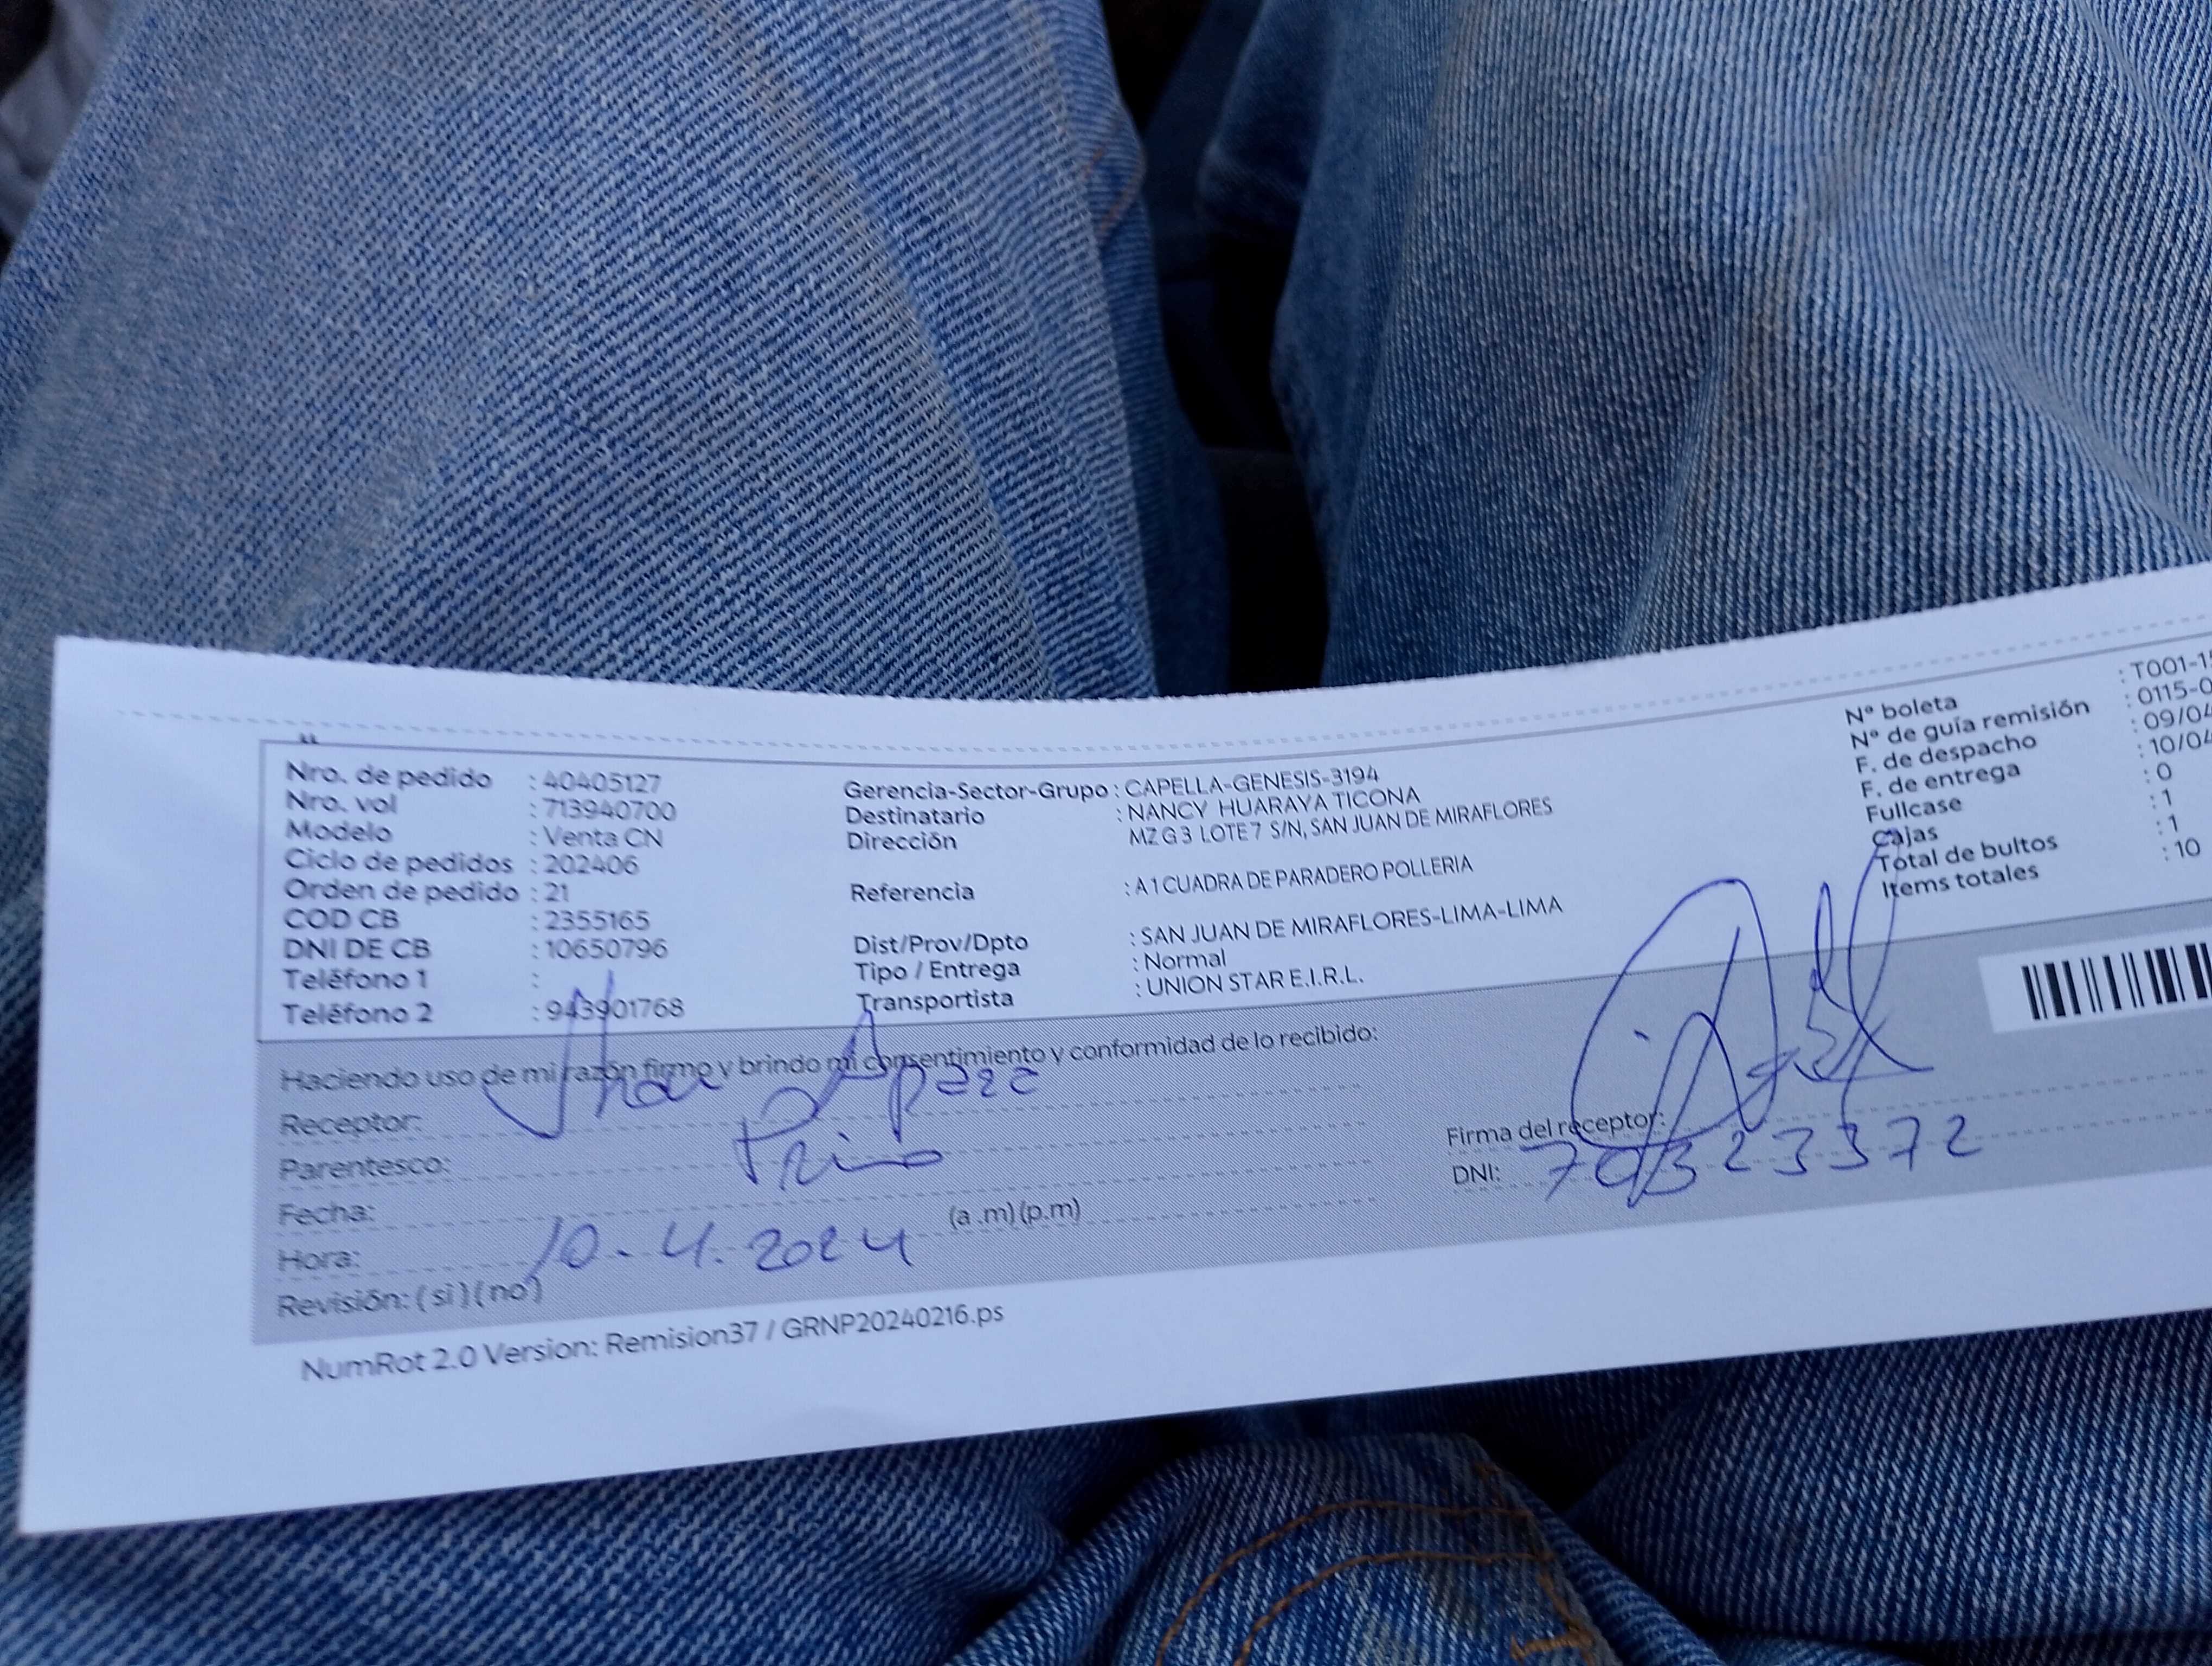 Nro. de pedido : 40405127
Nro. vol : 713940700
Modelo : Venta CN
Ciclo de pedidos : 202406
Orden de pedido : 21
COD CB : 2355165
DNI DE CB : 10650796
Teléfono 1 :
Teléfono 2 : 943901768
Gerencia-Sector-Grupo : CAPELLA-GENESIS-3194
Destinatario : NANCY HUARAYA TICONA
Dirección MZ G 3 LOTE 7 S/N, SAN JUAN DE MIRAFLORES
Referencia : A 1 CUADRA DE PARADERO POLLERIA
Dist/Prov/Dpto : SAN JUAN DE MIRAFLORES-LIMA-LIMA
Tipo / Entrega : Normal
Transportista : UNION STAR E.I.R.L.
N° boleta : T001-1
N° de guía remisión : 0115-0
F. de despacho : 09/04
F. de entrega : 10/04
Fullcase : 0
Cajas : 1
Total de bultos : 1
Items totales : 10
Haciendo uso de mi razón firmo y brindo mi consentimiento y conformidad de lo recibido:
Receptor:
Parentesco: Primo
Fecha:
Hora: 10.4.2024 (a .m) (p.m)
Revisión: ( si ) ( no )
Firma del receptor:
DNI: 70323372
NumRot 2.0 Version: Remision37 / GRNP20240216.ps